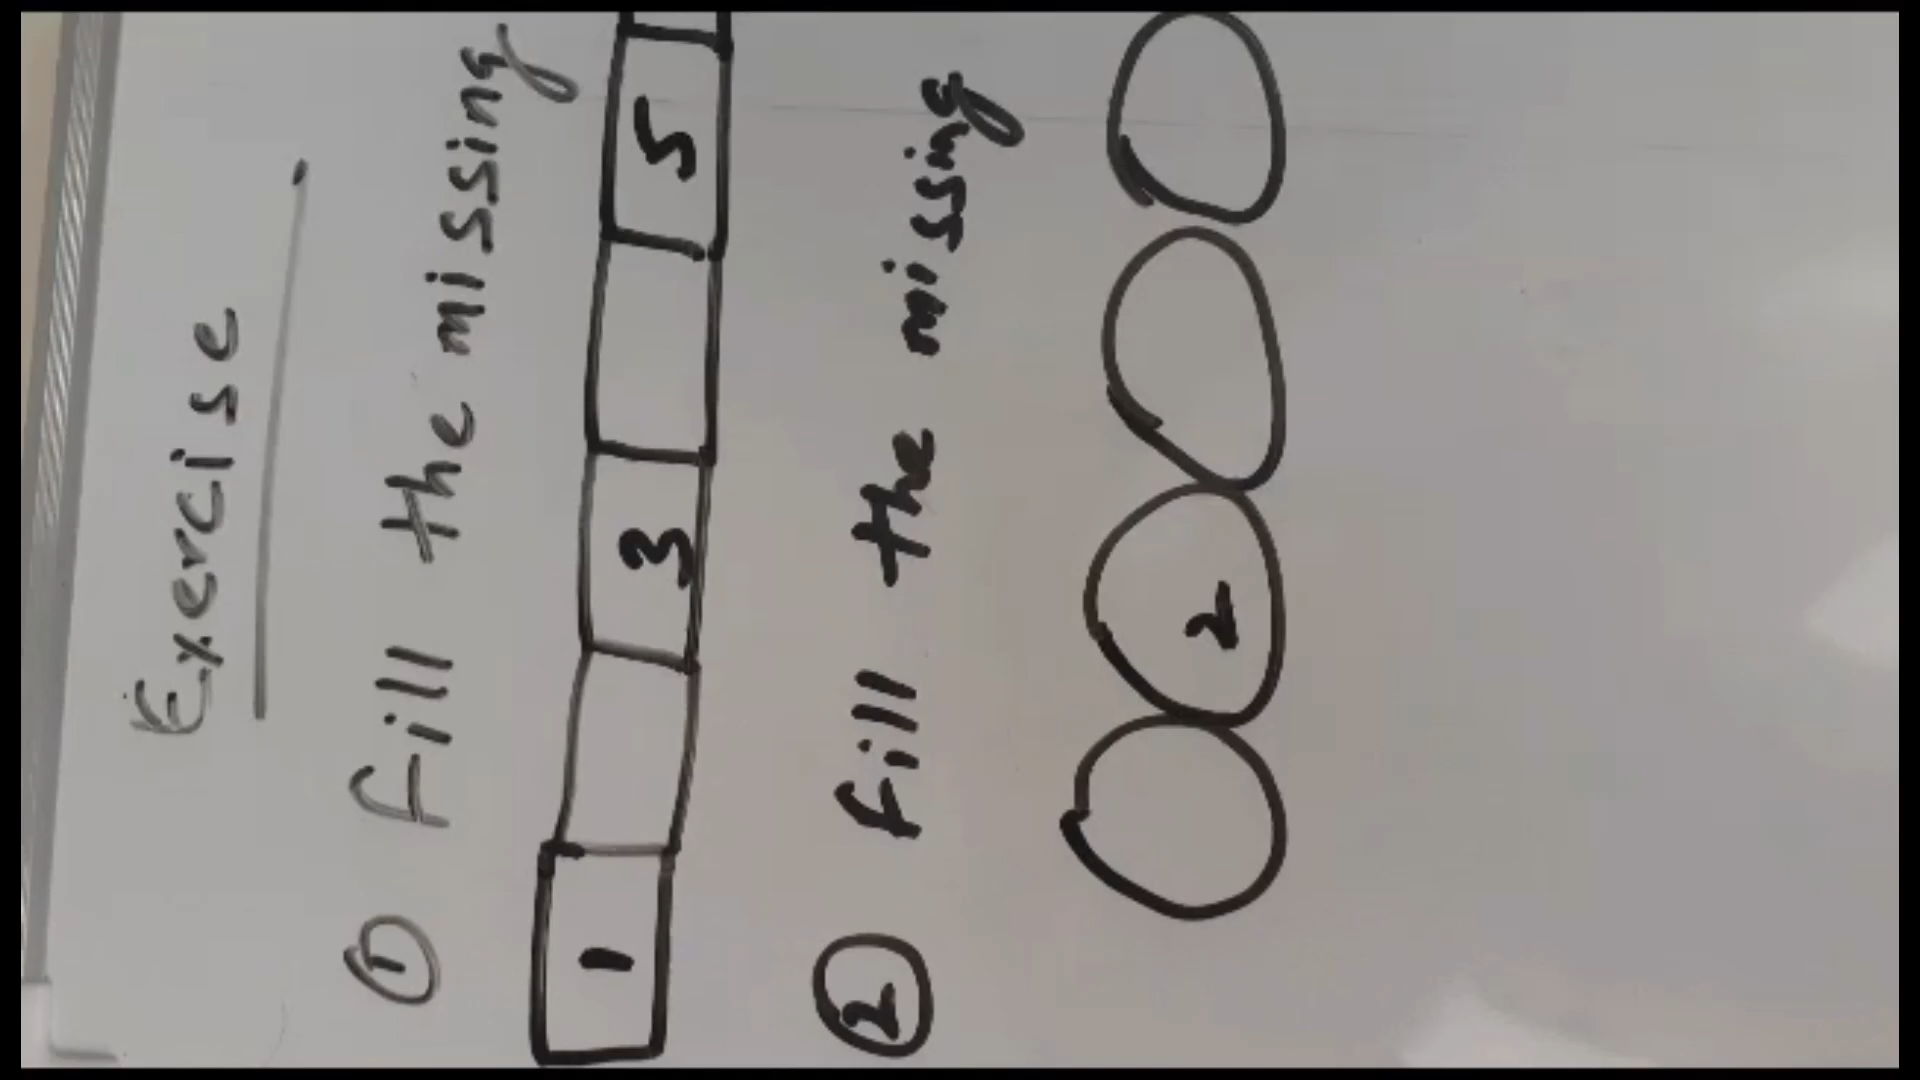 Exercise
① Fill the missing
1 3 5
② Fill the missing
2